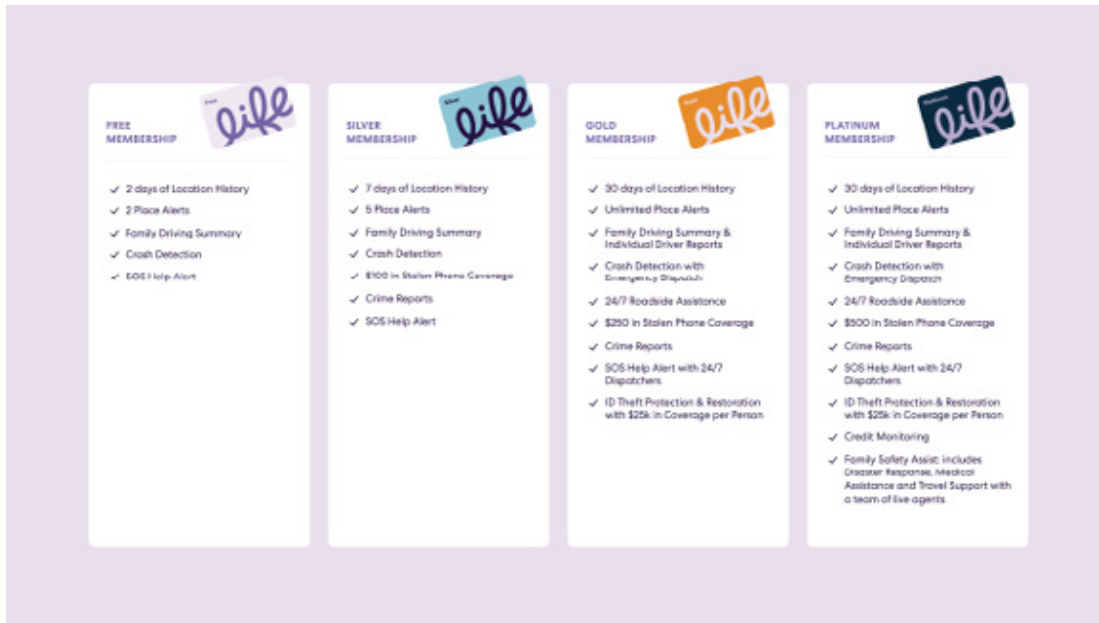 Free
life
FREE
MEMBERSHIP
2 days of Location History
2 Place Alerts
Family Driving Summary
Crash Detection
SOS Help Alert
Silver
life
SILVER
MEMBERSHIP
7 days of Location History
5 Place Alerts
Family Driving Summary
Crash Detection
$100 in Stolen Phone Coverage
Crime Reports
SOS Help Alert
Gold
life
GOLD
MEMBERSHIP
30 days of Location History
Unlimited Place Alerts
Family Driving Summary &
Individual Driver Reports
Crash Detection with
Emergency Dispatch
24/7 Roadside Assistance
$250 in Stolen Phone Coverage
Crime Reports
SOS Help Alert with 24/7
Dispatchers
ID Theft Protection & Restoration
with $25k in Coverage per Person
Platinum
life
PLATINUM
MEMBERSHIP
30 days of Location History
Unlimited Place Alerts
Family Driving Summary &
Individual Driver Reports
Crash Detection with
Emergency Dispatch
24/7 Roadside Assistance
$500 in Stolen Phone Coverage
Crime Reports
SOS Help Alert with 24/7
Dispatchers
ID Theft Protection & Restoration
with $25k in Coverage per Person
Credit Monitoring
Family Safety Assist: includes
Disaster Response, Medical
Assistance and Travel Support with
a team of live agents